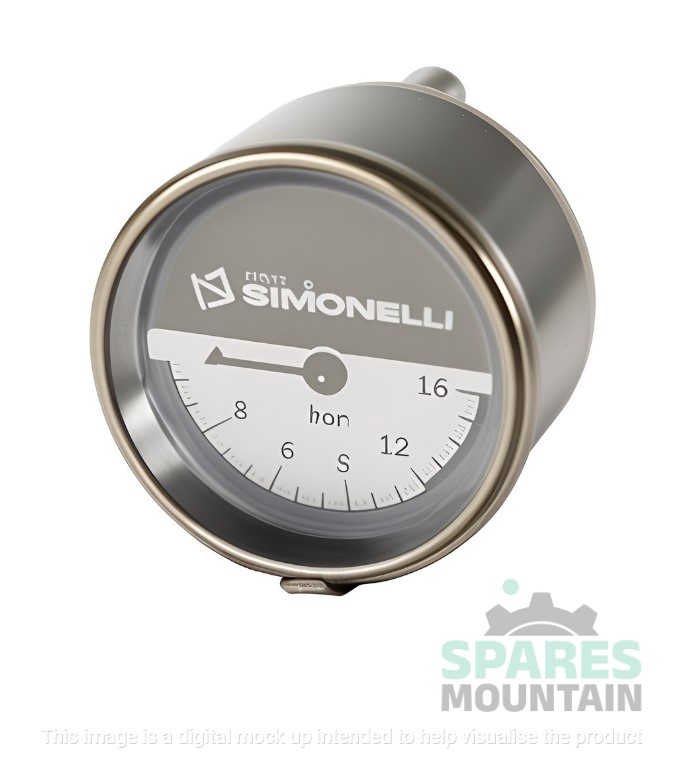 SIMONELLI
16
8
hon
12
6
S
SPARES
MOUNTAIN
This image is a digital mock up intended to help visualise the product